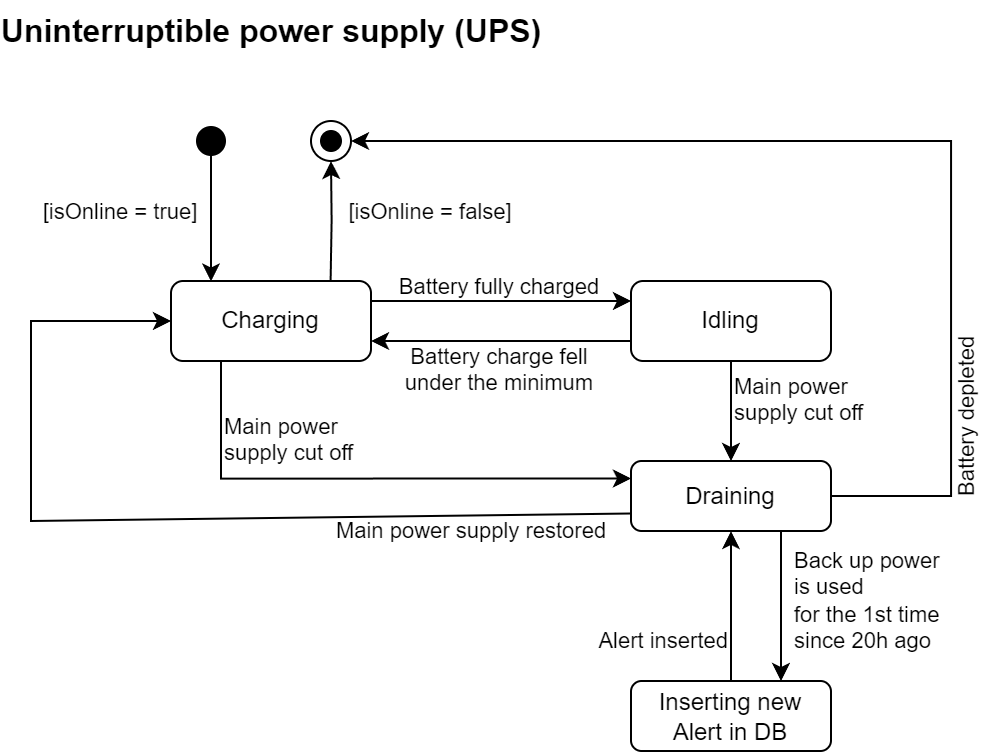 Uninterruptible power supply (UPS)
[isOnline = true]
[isOnline = false]
Battery fully charged
Charging
Idling
Battery charge fell
under the minimum
Main power
supply cut off
Main power
supply cut off
Battery depleted
Draining
Main power supply restored
Back up power
is used
for the 1st time
since 20h ago
Alert inserted
Inserting new
Alert in DB